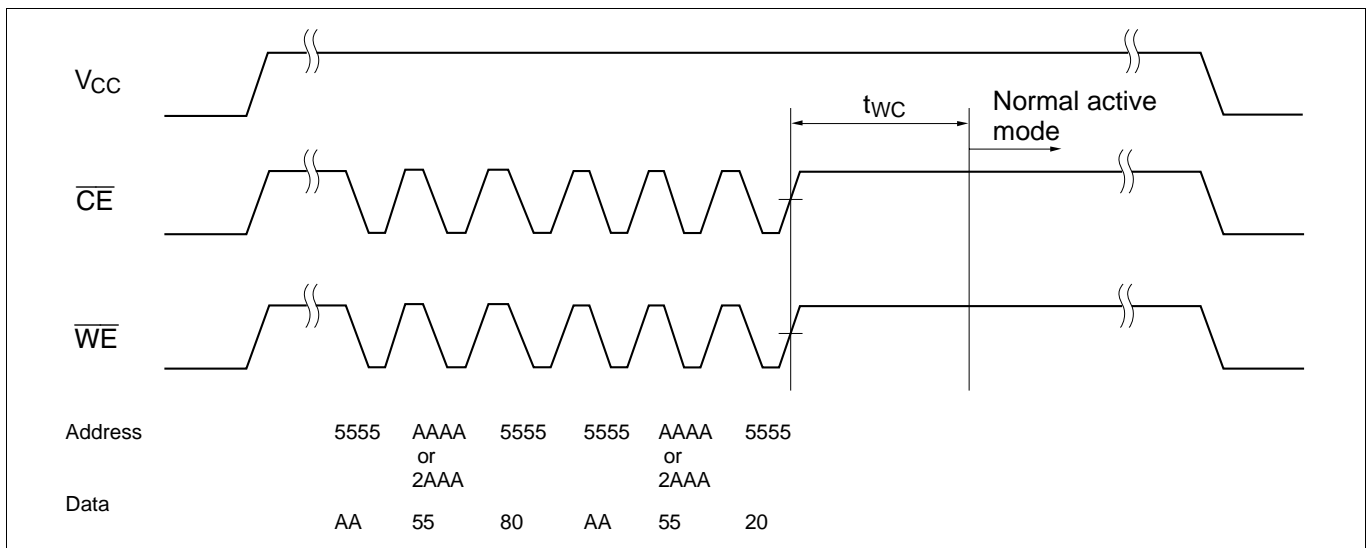 VCC
tWC
Normal active
mode
CE
WE
Address 5555 AAAA 5555 5555 AAAA 5555
or or
2AAA 2AAA
Data
AA 55 80 AA 55 20